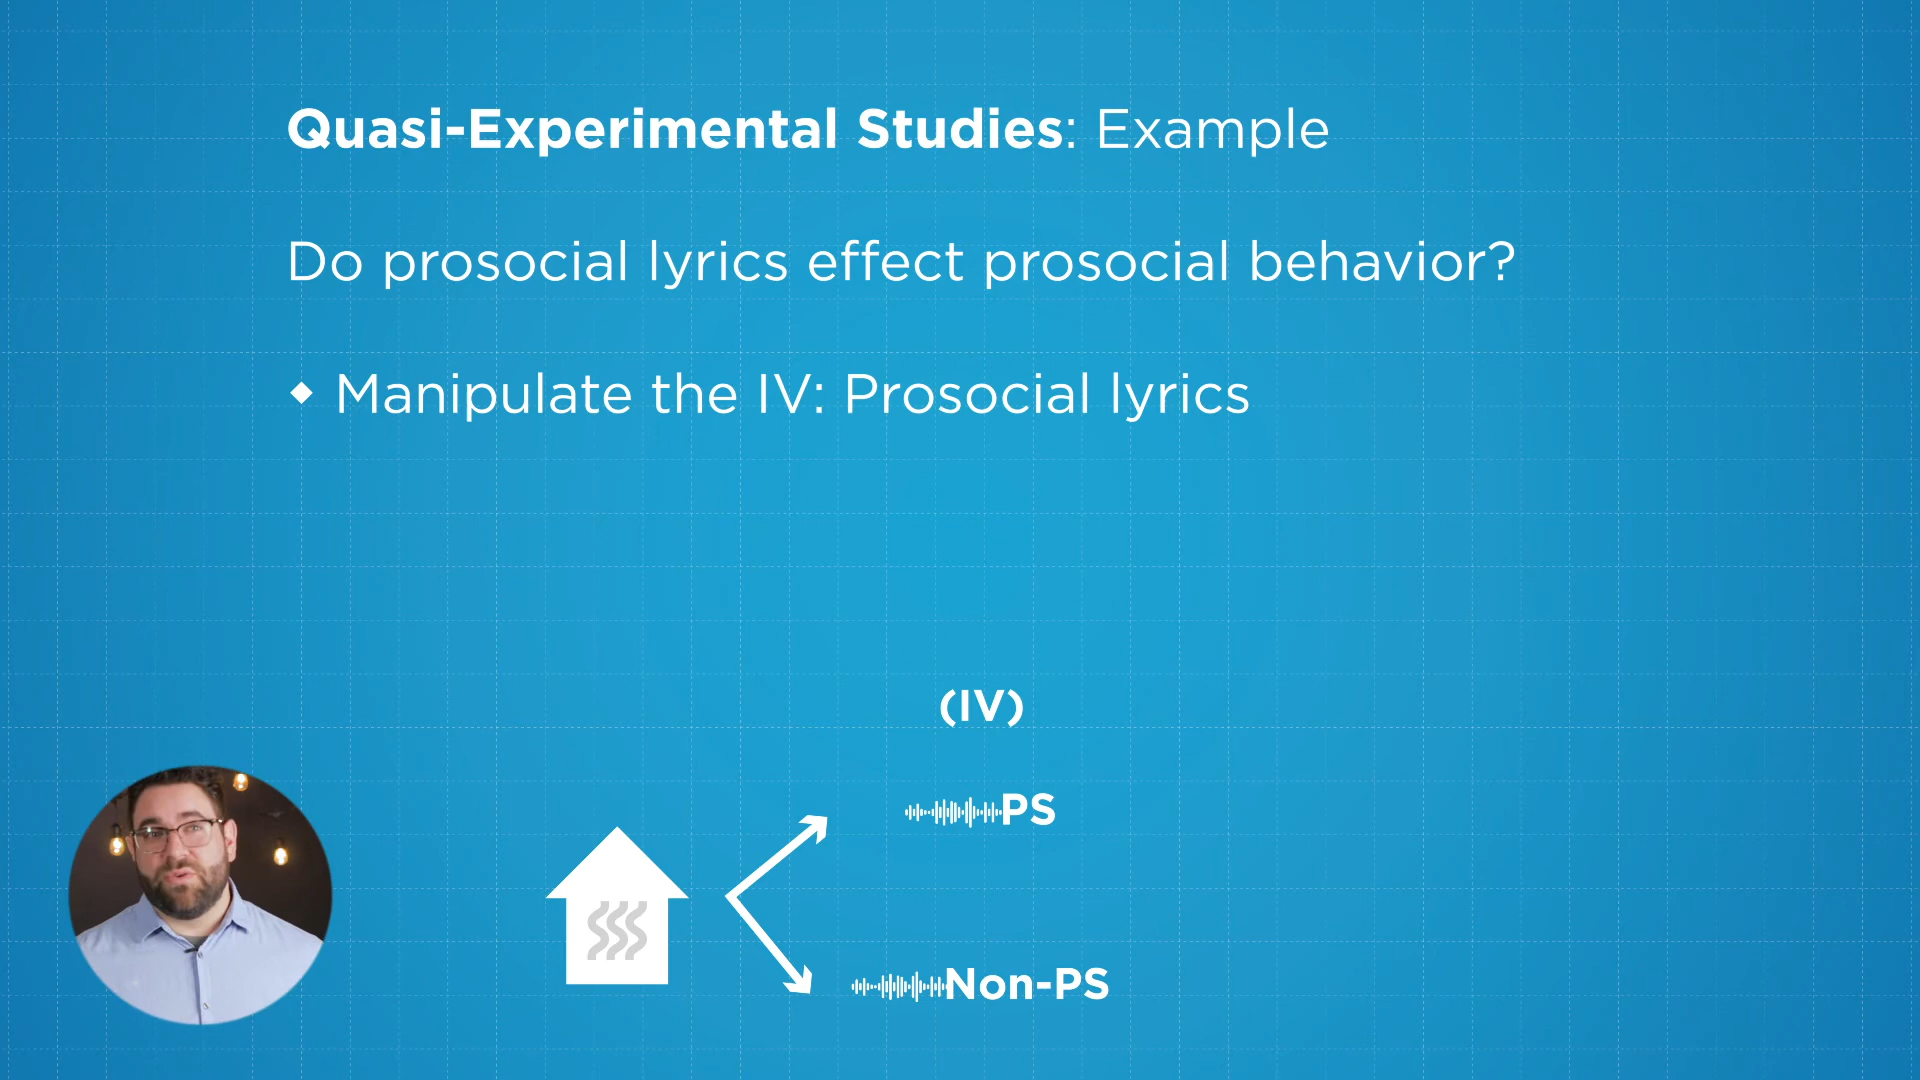 Quasi-Experimental Studies: Example
Do prosocial lyrics effect prosocial behavior?
◆ Manipulate the IV: Prosocial lyrics
(IV)
PS
Non-PS